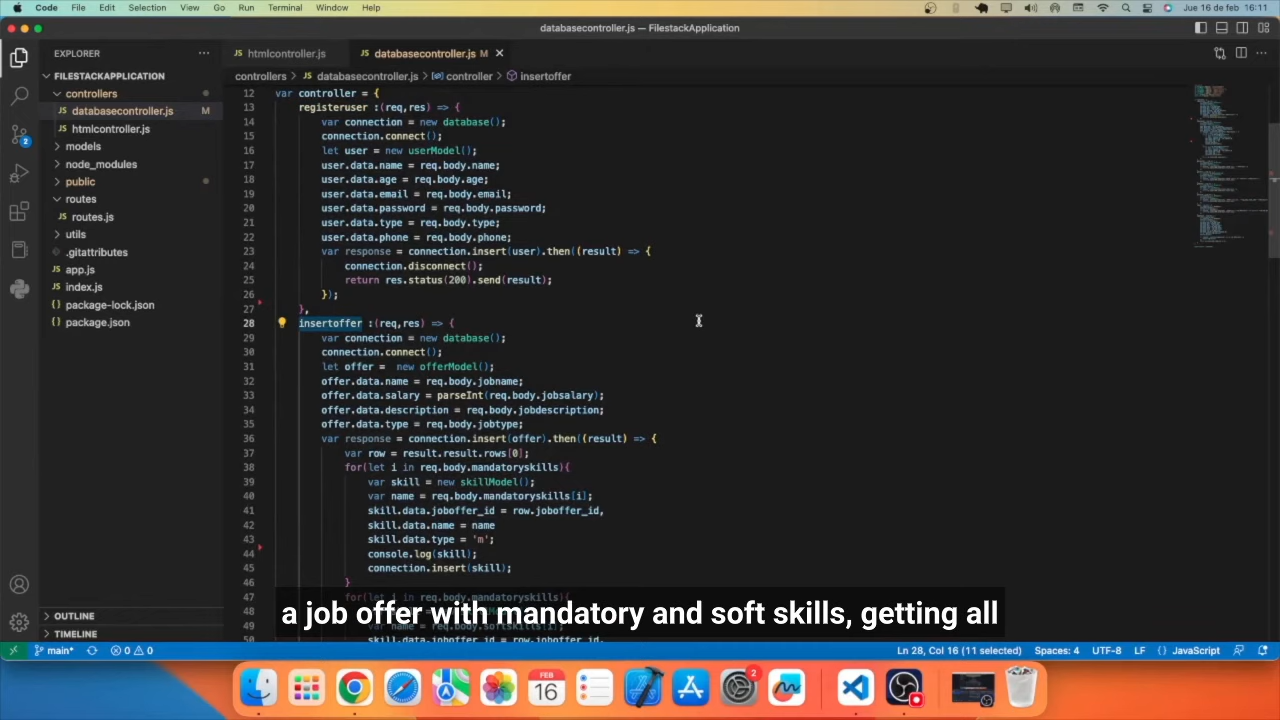 Code File Edit Selection View Go Run Terminal Window Help Jue 16 de feb 16:11
databasecontroller.js — FilestackApplication
EXPLORER ···
htmlcontroller.js
databasecontroller.js M
FILESTACKAPPLICATION
controllers
databasecontroller.js M
htmlcontroller.js
models
node_modules
public
routes
routes.js
utils
.gitattributes
app.js
index.js
package-lock.json
package.json
OUTLINE
TIMELINE
2
controllers > databasecontroller.js > controller > insertoffer
12 var controller = {
13 registeruser :(req,res) => {
14 var connection = new database();
15 connection.connect();
16 let user = new userModel();
17 user.data.name = req.body.name;
18 user.data.age = req.body.age;
19 user.data.email = req.body.email;
20 user.data.password = req.body.password;
21 user.data.type = req.body.type;
22 user.data.phone = req.body.phone;
23 var response = connection.insert(user).then((result) => {
24 connection.disconnect();
25 return res.status(200).send(result);
26 });
27 },
28 insertoffer :(req,res) => {
29 var connection = new database();
30 connection.connect();
31 let offer = new offerModel();
32 offer.data.name = req.body.jobname;
33 offer.data.salary = parseInt(req.body.jobsalary);
34 offer.data.description = req.body.jobdescription;
35 offer.data.type = req.body.jobtype;
36 var response = connection.insert(offer).then((result) => {
37 var row = result.result.rows[0];
38 for(let i in req.body.mandatoryskills){
39 var skill = new skillModel();
40 var name = req.body.mandatoryskills[i];
41 skill.data.joboffer_id = row.joboffer_id,
42 skill.data.name = name
43 skill.data.type = 'm';
44 console.log(skill);
45 connection.insert(skill);
46 }
47
48
49
50
a job offer with mandatory and soft skills, getting all
main* 0 0 Ln 28, Col 16 (11 selected) Spaces: 4 UTF-8 LF {} JavaScript
FEB
16
2